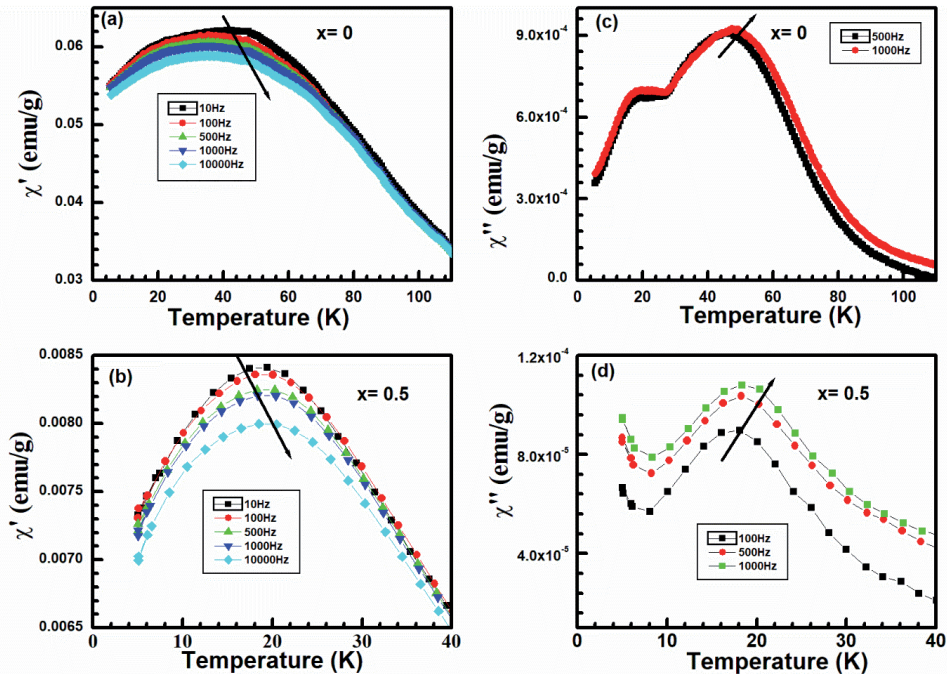 (a)
x= 0
χ' (emu/g)
0.06
0.05
0.04
0.03
10Hz
100Hz
500Hz
1000Hz
10000Hz
0 20 40 60 80 100
Temperature (K)
(c)
x= 0
500Hz
1000Hz
χ'' (emu/g)
9.0x10-4
6.0x10-4
3.0x10-4
0.0
0 20 40 60 80 100
Temperature (K)
(b)
x= 0.5
χ' (emu/g)
0.0085
0.0080
0.0075
0.0070
0.0065
10Hz
100Hz
500Hz
1000Hz
10000Hz
0 10 20 30 40
Temperature (K)
(d)
x= 0.5
χ'' (emu/g)
1.2x10-4
8.0x10-5
4.0x10-5
100Hz
500Hz
1000Hz
0 10 20 30 40
Temperature (K)